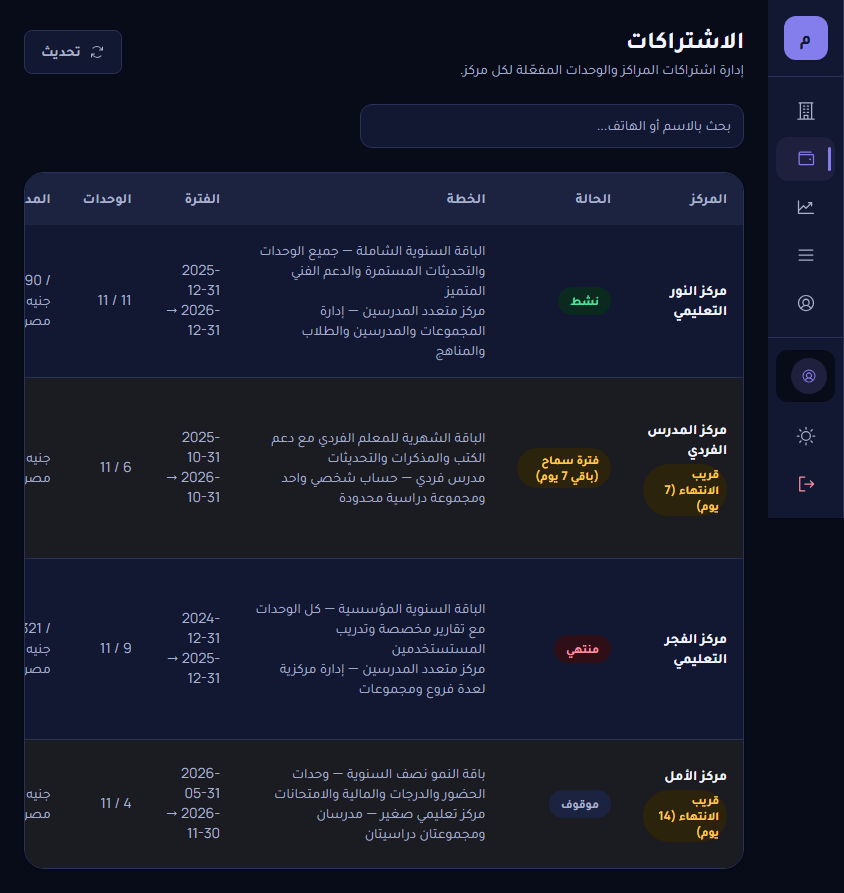 م
الاشتراكات
إدارة اشتراكات المراكز والوحدات المفعّلة لكل مركز.
تحديث
بحث بالاسم أو الهاتف...
المركز
الحالة
الخطة
الفترة
الوحدات
مركز النور
التعليمي
نشط
الباقة السنوية الشاملة — جميع الوحدات
والتحديثات المستمرة والدعم الفني
المتميز
مركز متعدد المدرسين — إدارة
المجموعات والمدرسين والطلاب
والمناهج
2025-
12-31
→ 2026-
12-31
11 / 11
جنيه
مركز المدرس
الفردي
قريب
الانتهاء (7
يوم)
فترة سماح
(باقي 7 يوم)
الباقة الشهرية للمعلم الفردي مع دعم
الكتب والمذكرات والتحديثات
مدرس فردي — حساب شخصي واحد
ومجموعة دراسية محدودة
2025-
10-31
→ 2026-
10-31
11 / 6
جنيه
مركز الفجر
التعليمي
منتهي
الباقة السنوية المؤسسية — كل الوحدات
مع تقارير مخصصة وتدريب
المستستخدمين
مركز متعدد المدرسين — إدارة مركزية
لعدة فروع ومجموعات
2024-
12-31
→ 2025-
12-31
11 / 9
جنيه
مركز الأمل
قريب
الانتهاء (14
يوم)
موقوف
باقة النمو نصف السنوية — وحدات
الحضور والدرجات والمالية والامتحانات
مركز تعليمي صغير — مدرسان
ومجموعتان دراسيتان
2026-
05-31
→ 2026-
11-30
11 / 4
جنيه